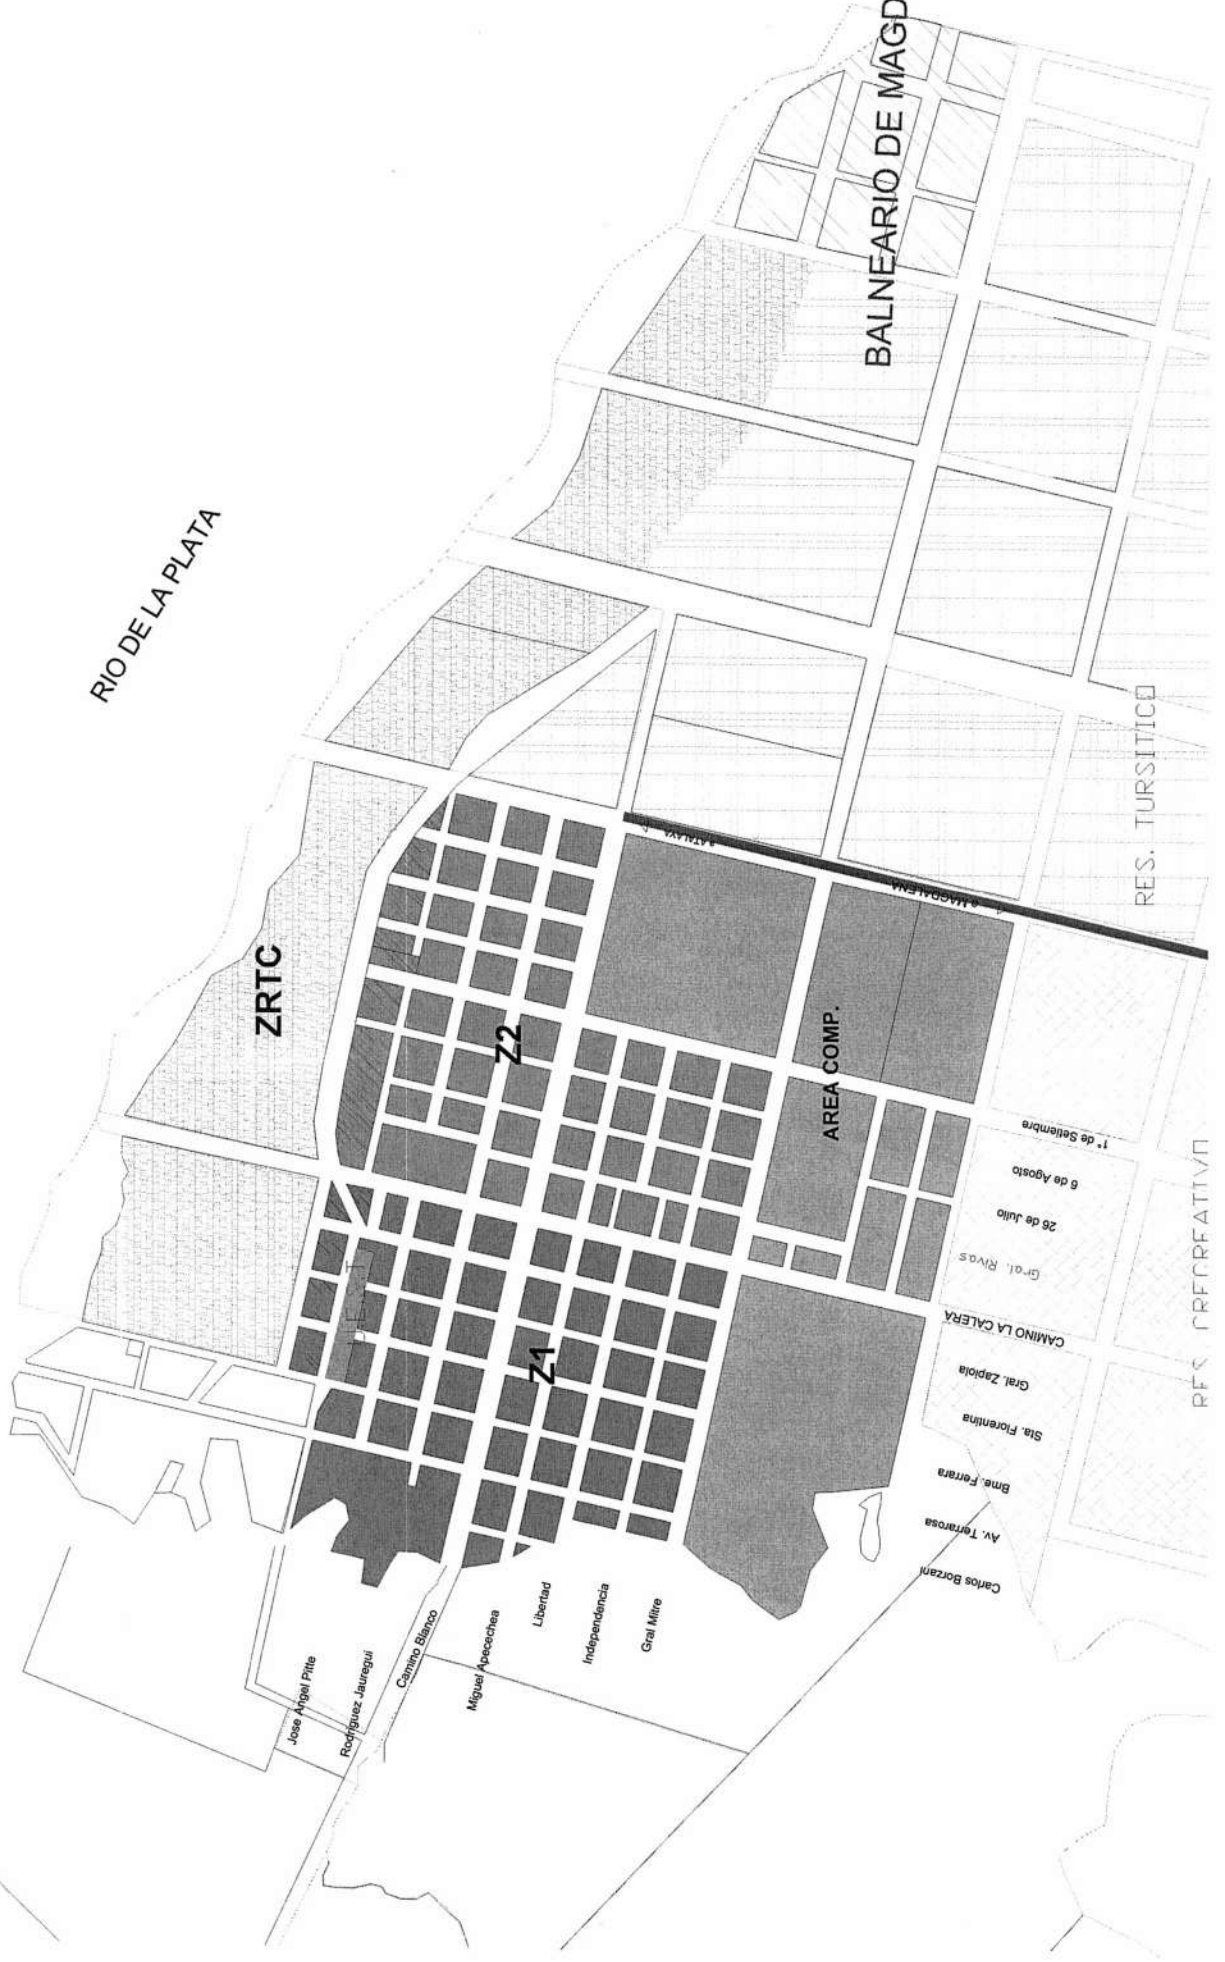 RIO DE LA PLATA
BALNEARIO DE MAGD
ZRTC
Z2
Z1
AREA COMP.
a ATALAYA
a MAGDALENA
RES. TURSITICO
1° de Setiembre
6 de Agosto
26 de Julio
Gral. Rivas
CAMINO LA CALERA
Gral. Zapiola
Sta. Florentina
Bme. Ferrara
Av. Terrarosa
Carlos Borzani
Jose Angel Pitte
Rodriguez Jauregui
Camino Blanco
Miguel Apecechea
Libertad
Independencia
Gral Mitre